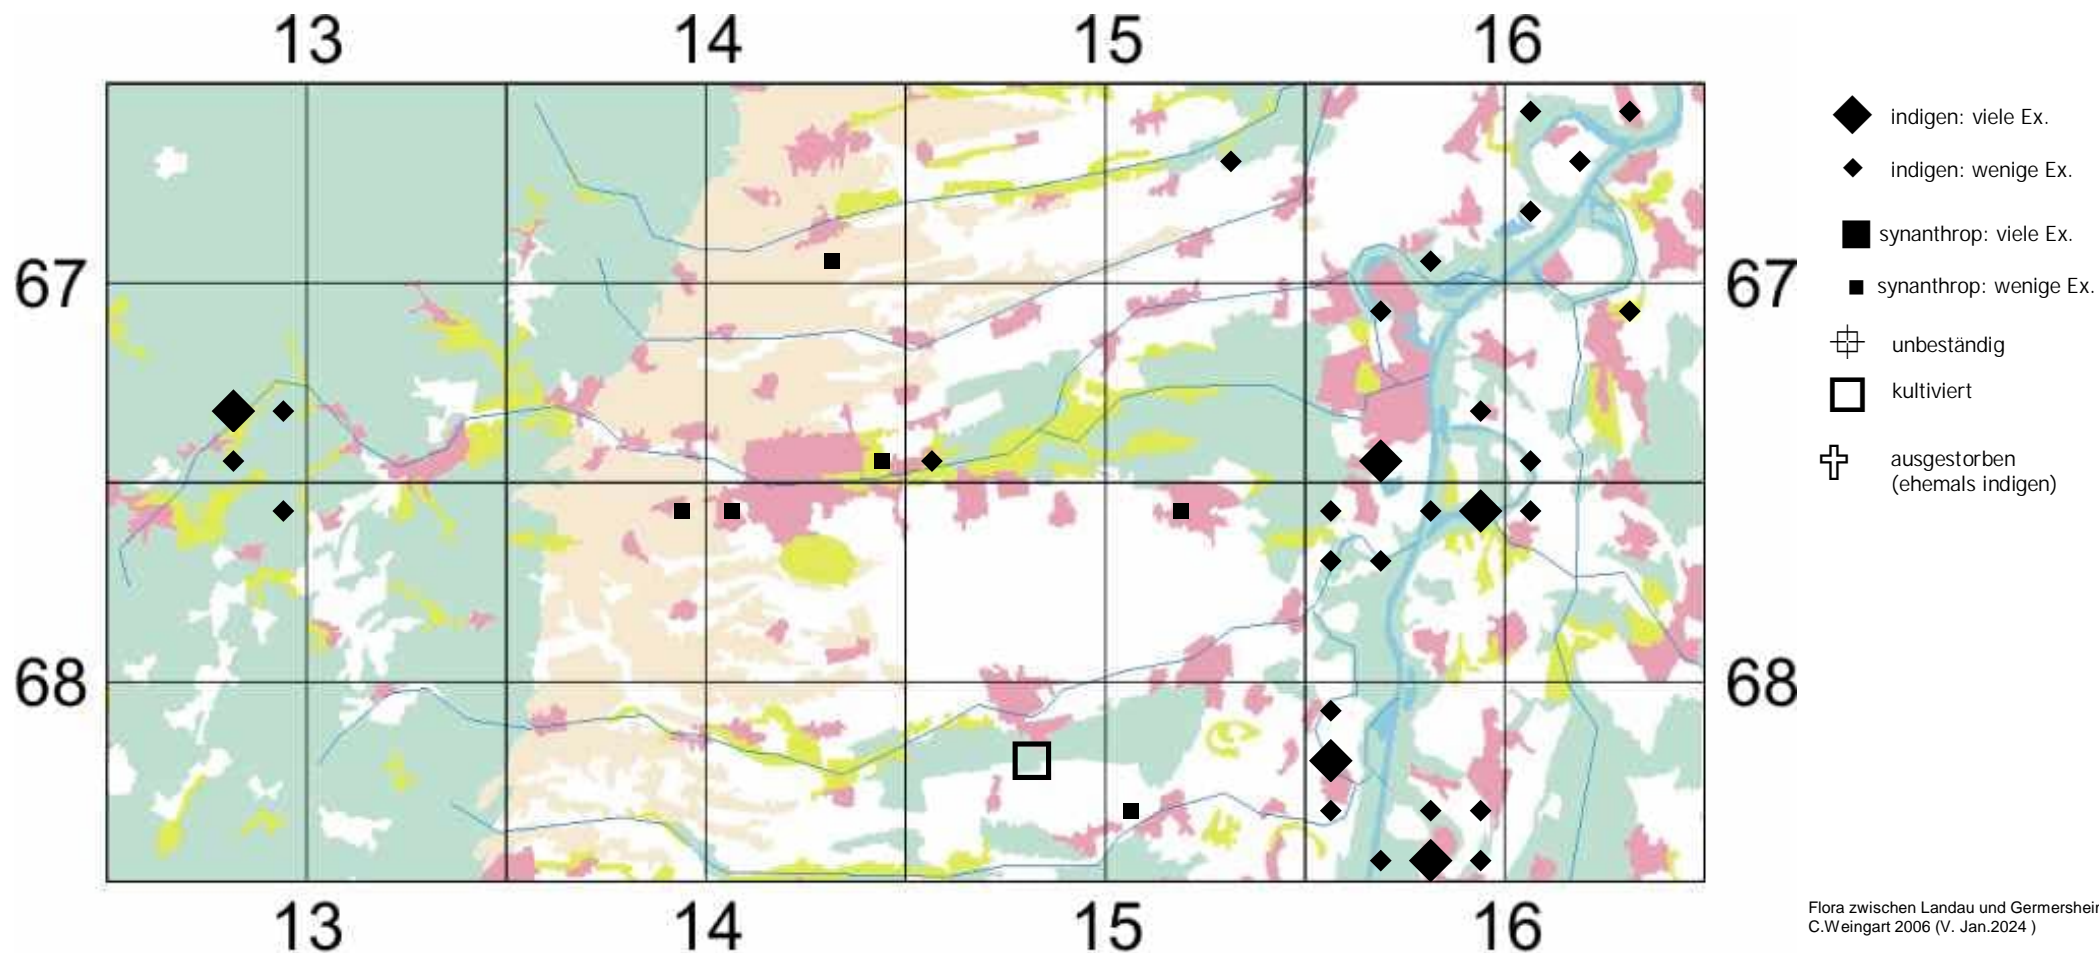 13 14 15 16
67 67
68 68
13 14 15 16
indigen: viele Ex.
indigen: wenige Ex.
synanthrop: viele Ex.
synanthrop: wenige Ex.
unbeständig
kultiviert
ausgestorben
(ehemals indigen)
Flora zwischen Landau und Germershein
C.Weingart 2006 (V. Jan.2024 )